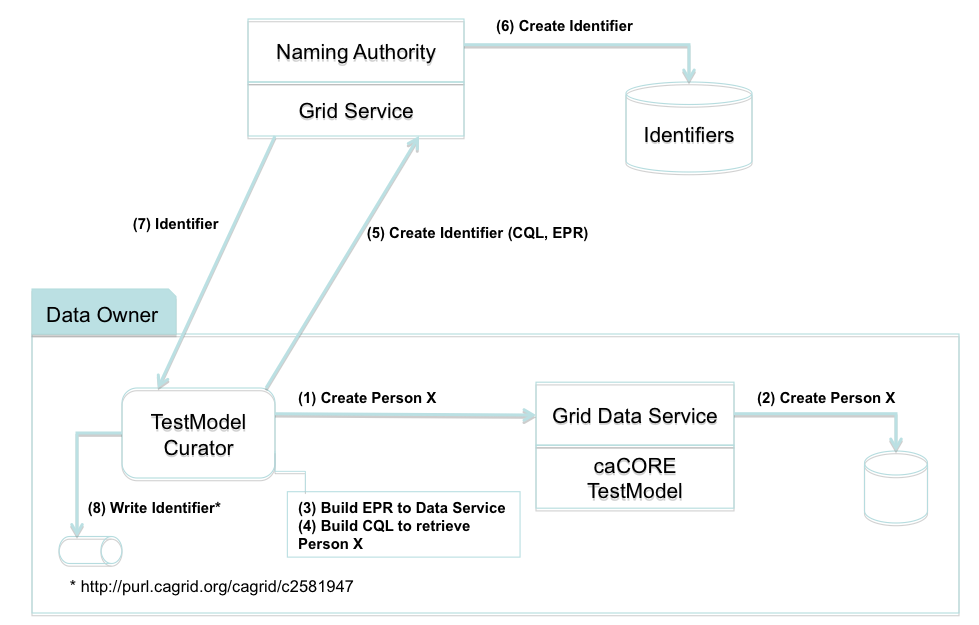 (6) Create Identifier
Naming Authority
Grid Service
Identifiers
(7) Identifier
(5) Create Identifier (CQL, EPR)
Data Owner
(1) Create Person X
(2) Create Person X
TestModel
Curator
Grid Data Service
caCORE
TestModel
(8) Write Identifier*
(3) Build EPR to Data Service
(4) Build CQL to retrieve
Person X
* http://purl.cagrid.org/cagrid/c2581947